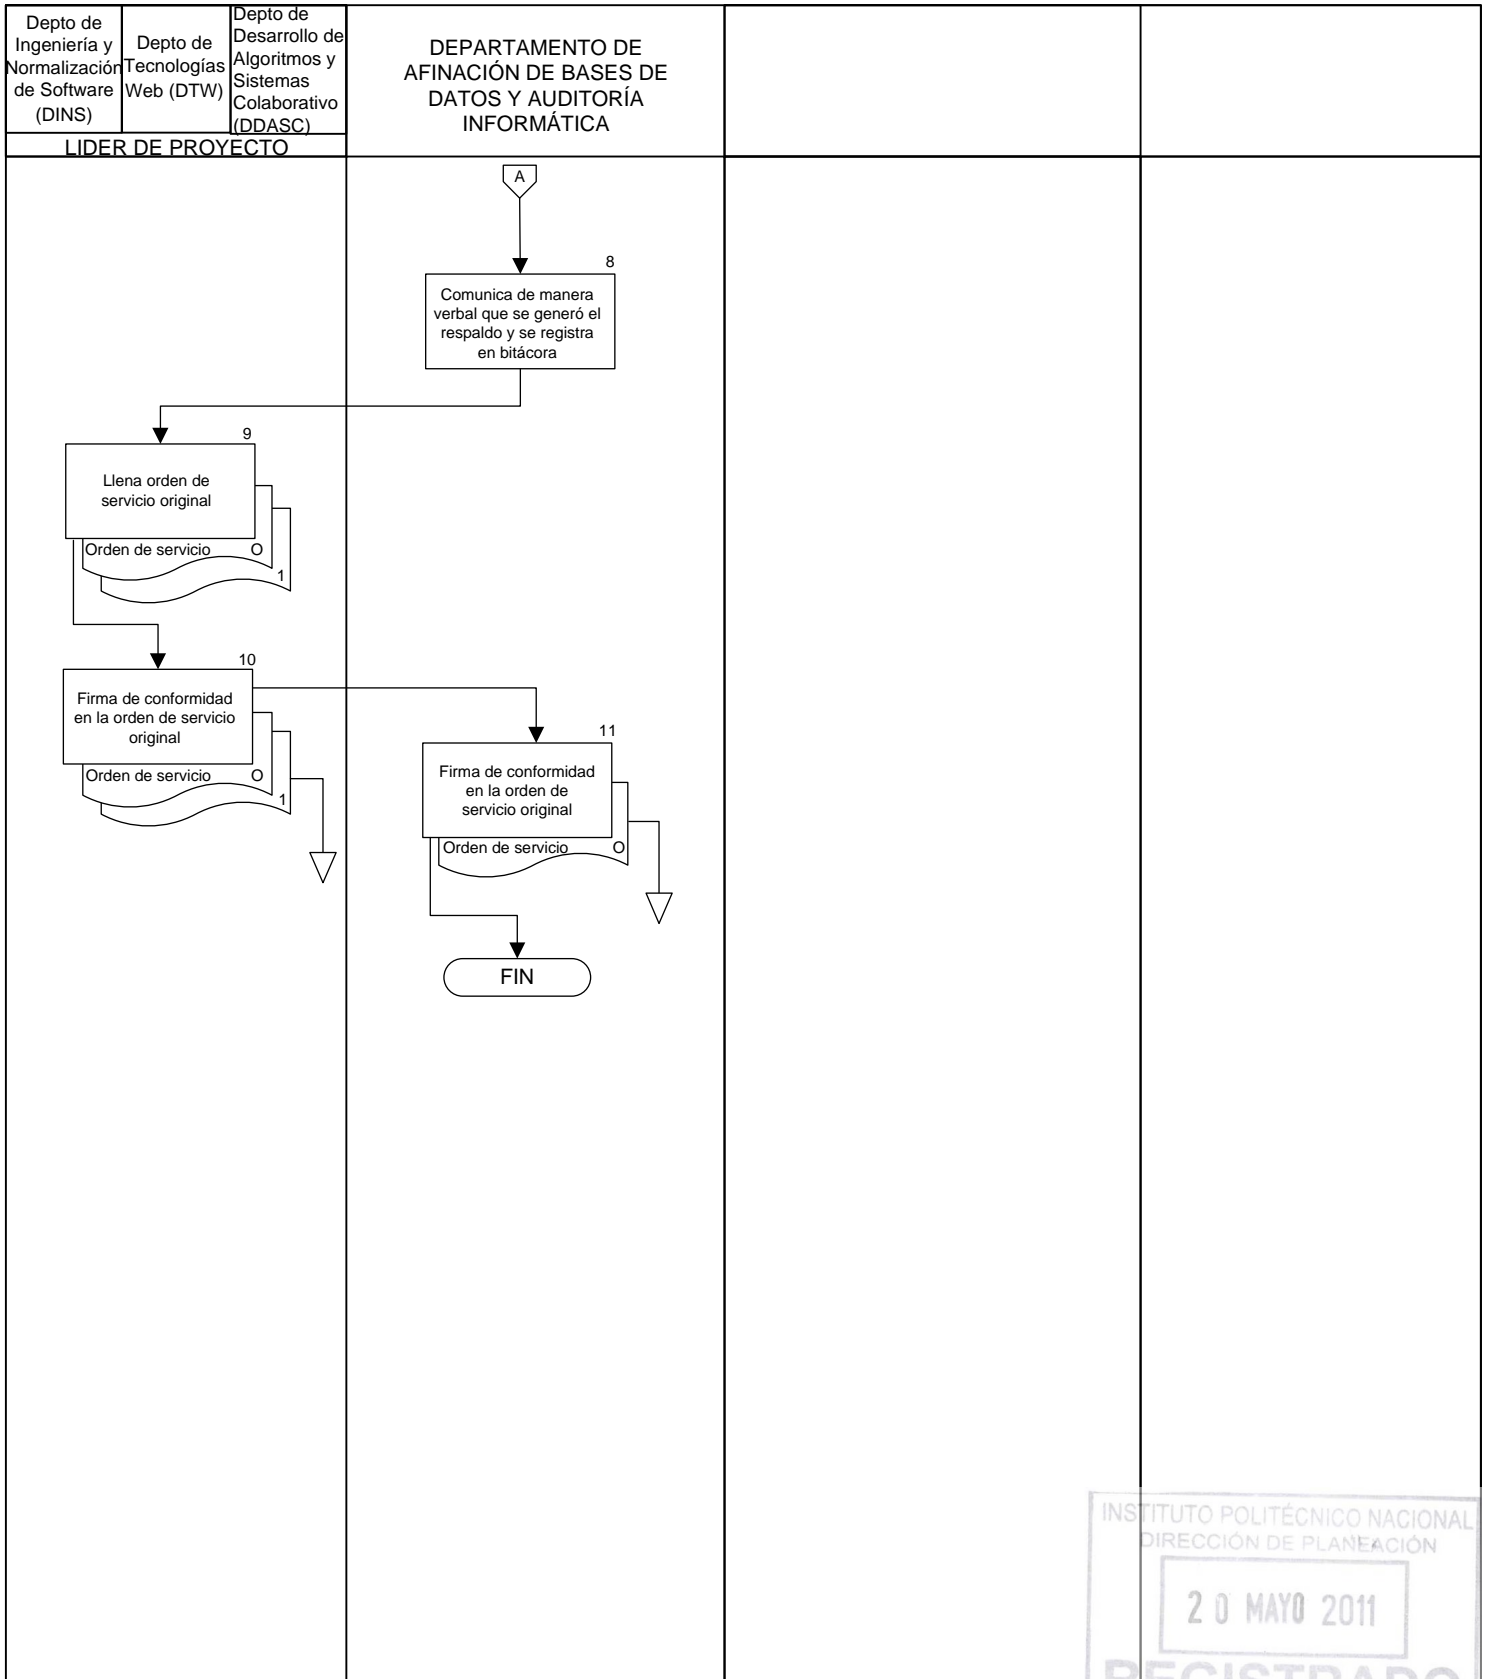 Depto de
Ingeniería y
Normalización
de Software
(DINS)
Depto de
Tecnologías
Web (DTW)
Depto de
Desarrollo de
Algoritmos y
Sistemas
Colaborativo
(DDASC)
LIDER DE PROYECTO
DEPARTAMENTO DE
AFINACIÓN DE BASES DE
DATOS Y AUDITORÍA
INFORMÁTICA
A
8
Comunica de manera
verbal que se generó el
respaldo y se registra
en bitácora
9
Llena orden de
servicio original
Orden de servicio O
1
10
Firma de conformidad
en la orden de servicio
original
Orden de servicio O
1
11
Firma de conformidad
en la orden de
servicio original
Orden de servicio O
FIN
INSTITUTO POLITÉCNICO NACIONAL
DIRECCIÓN DE PLANEACIÓN
20 MAYO 2011
REGISTRADO